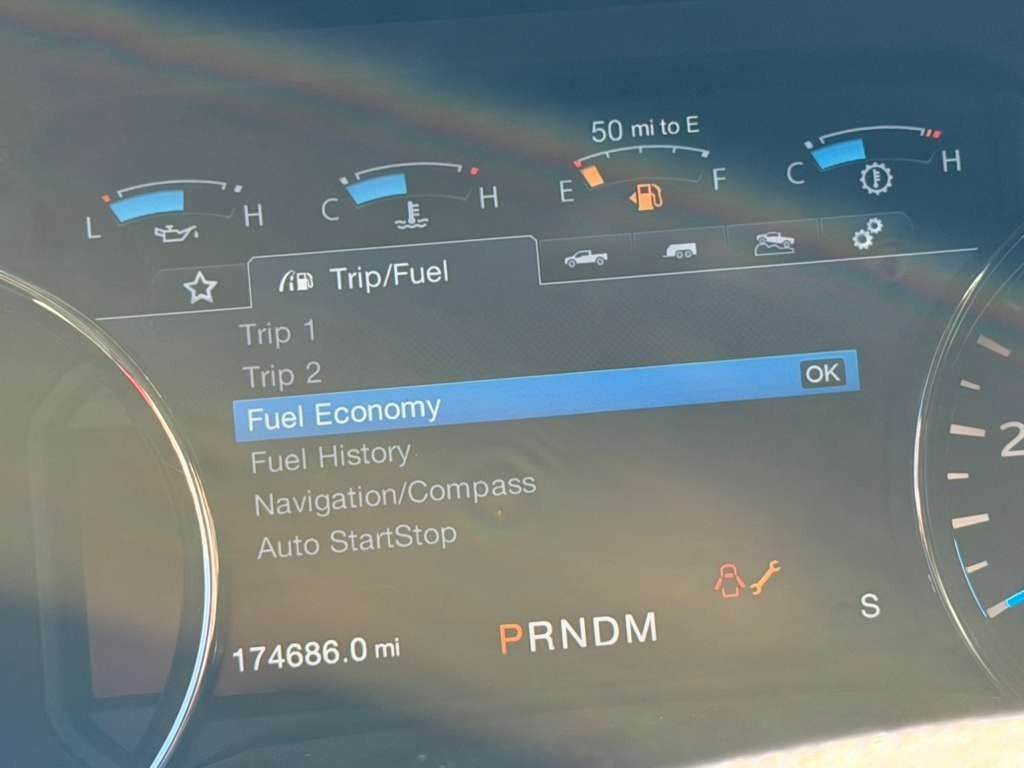 50 mi to E
L H
C H
E F
C H
Trip/Fuel
Trip 1
Trip 2
Fuel Economy OK
Fuel History
Navigation/Compass
Auto StartStop
2
S
174686.0 mi
PRNDM